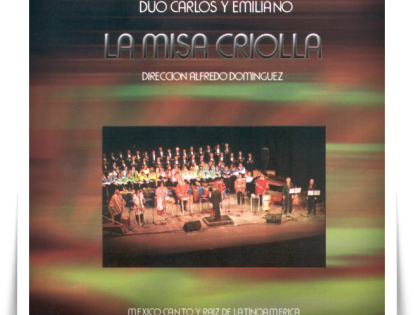 DUO CARLOS Y EMILIANO
LA MISA CRIOLLA
DIRECCION ALFREDO DOMINGUEZ
MEXICO CANTO Y RAIZ DE LATINOAMERICA